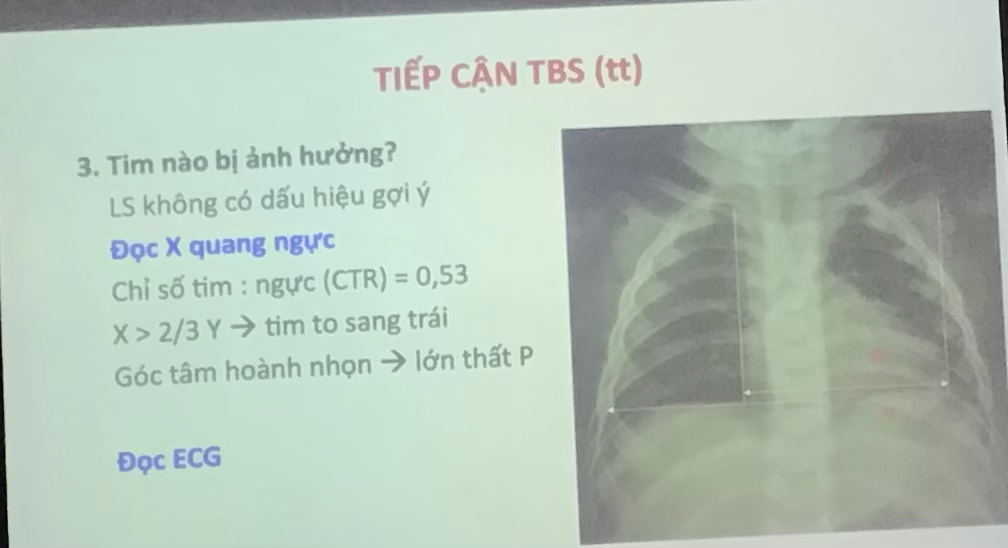 TIẾP CẬN TBS (tt)
3. Tim nào bị ảnh hưởng?
LS không có dấu hiệu gợi ý
Đọc X quang ngực
Chỉ số tim : ngực (CTR) = 0,53
X > 2/3 Y → tim to sang trái
Góc tâm hoành nhọn → lớn thất P
Đọc ECG